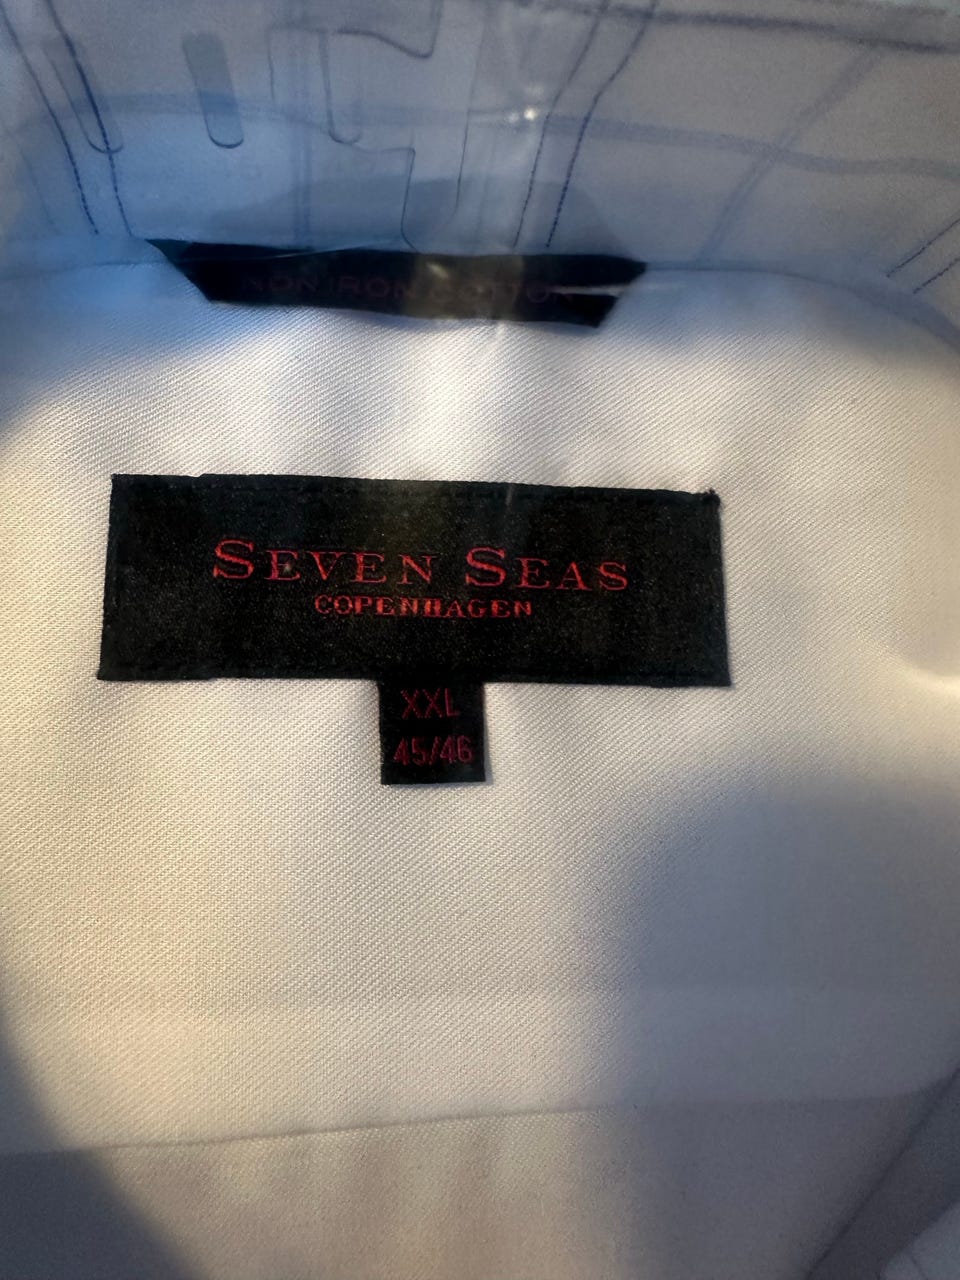 NON IRON COTTON
SEVEN SEAS
COPENHAGEN
XXL
45/46